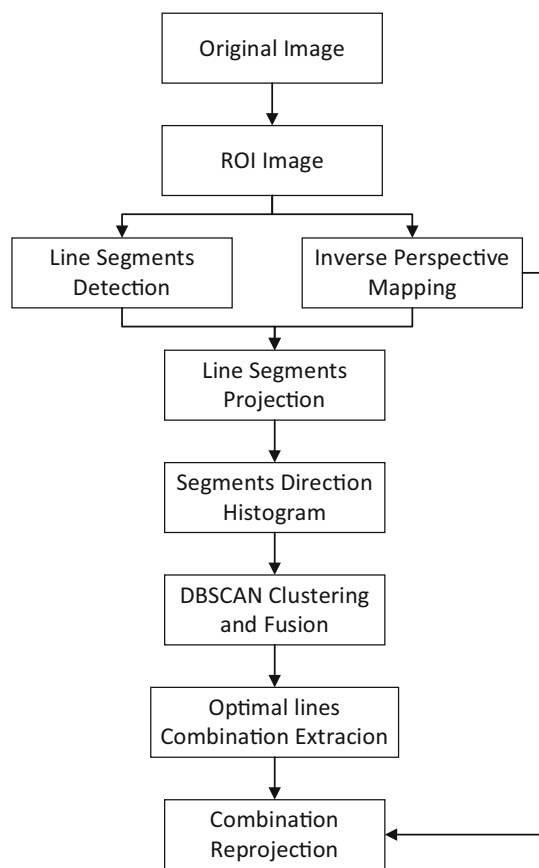 Original Image
ROI Image
Line Segments
Detection
Inverse Perspective
Mapping
Line Segments
Projection
Segments Direction
Histogram
DBSCAN Clustering
and Fusion
Optimal lines
Combination Extracion
Combination
Reprojection